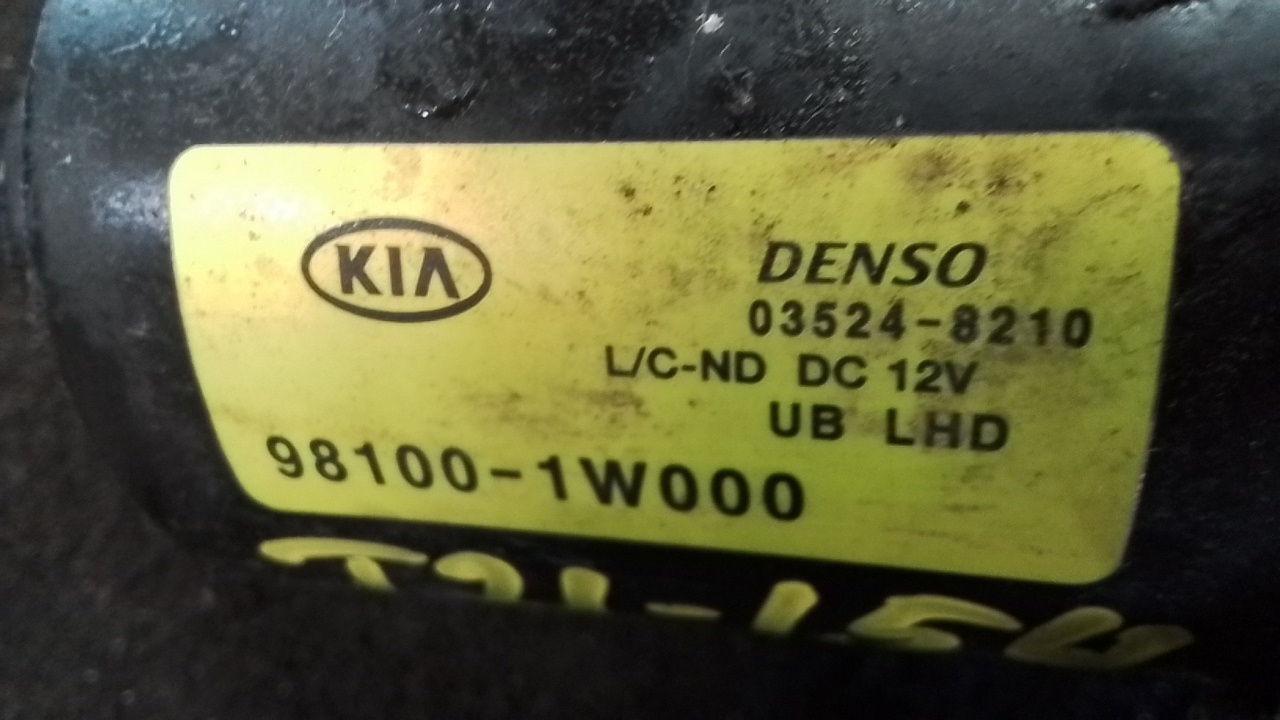 KIA
DENSO
03524-8210
L/C-ND DC 12V
UB LHD
98100-1W000